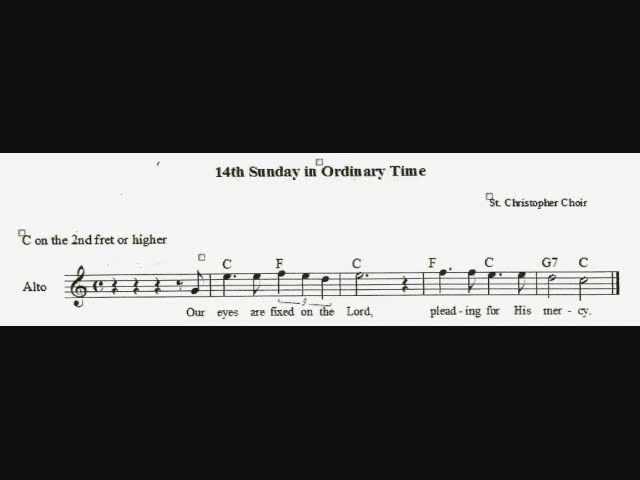 14th Sunday in Ordinary Time
St. Christopher Choir
C on the 2nd fret or higher
C F C F C G7 C
Alto
3
Our eyes are fixed on the Lord, plead - ing for His mer - cy.